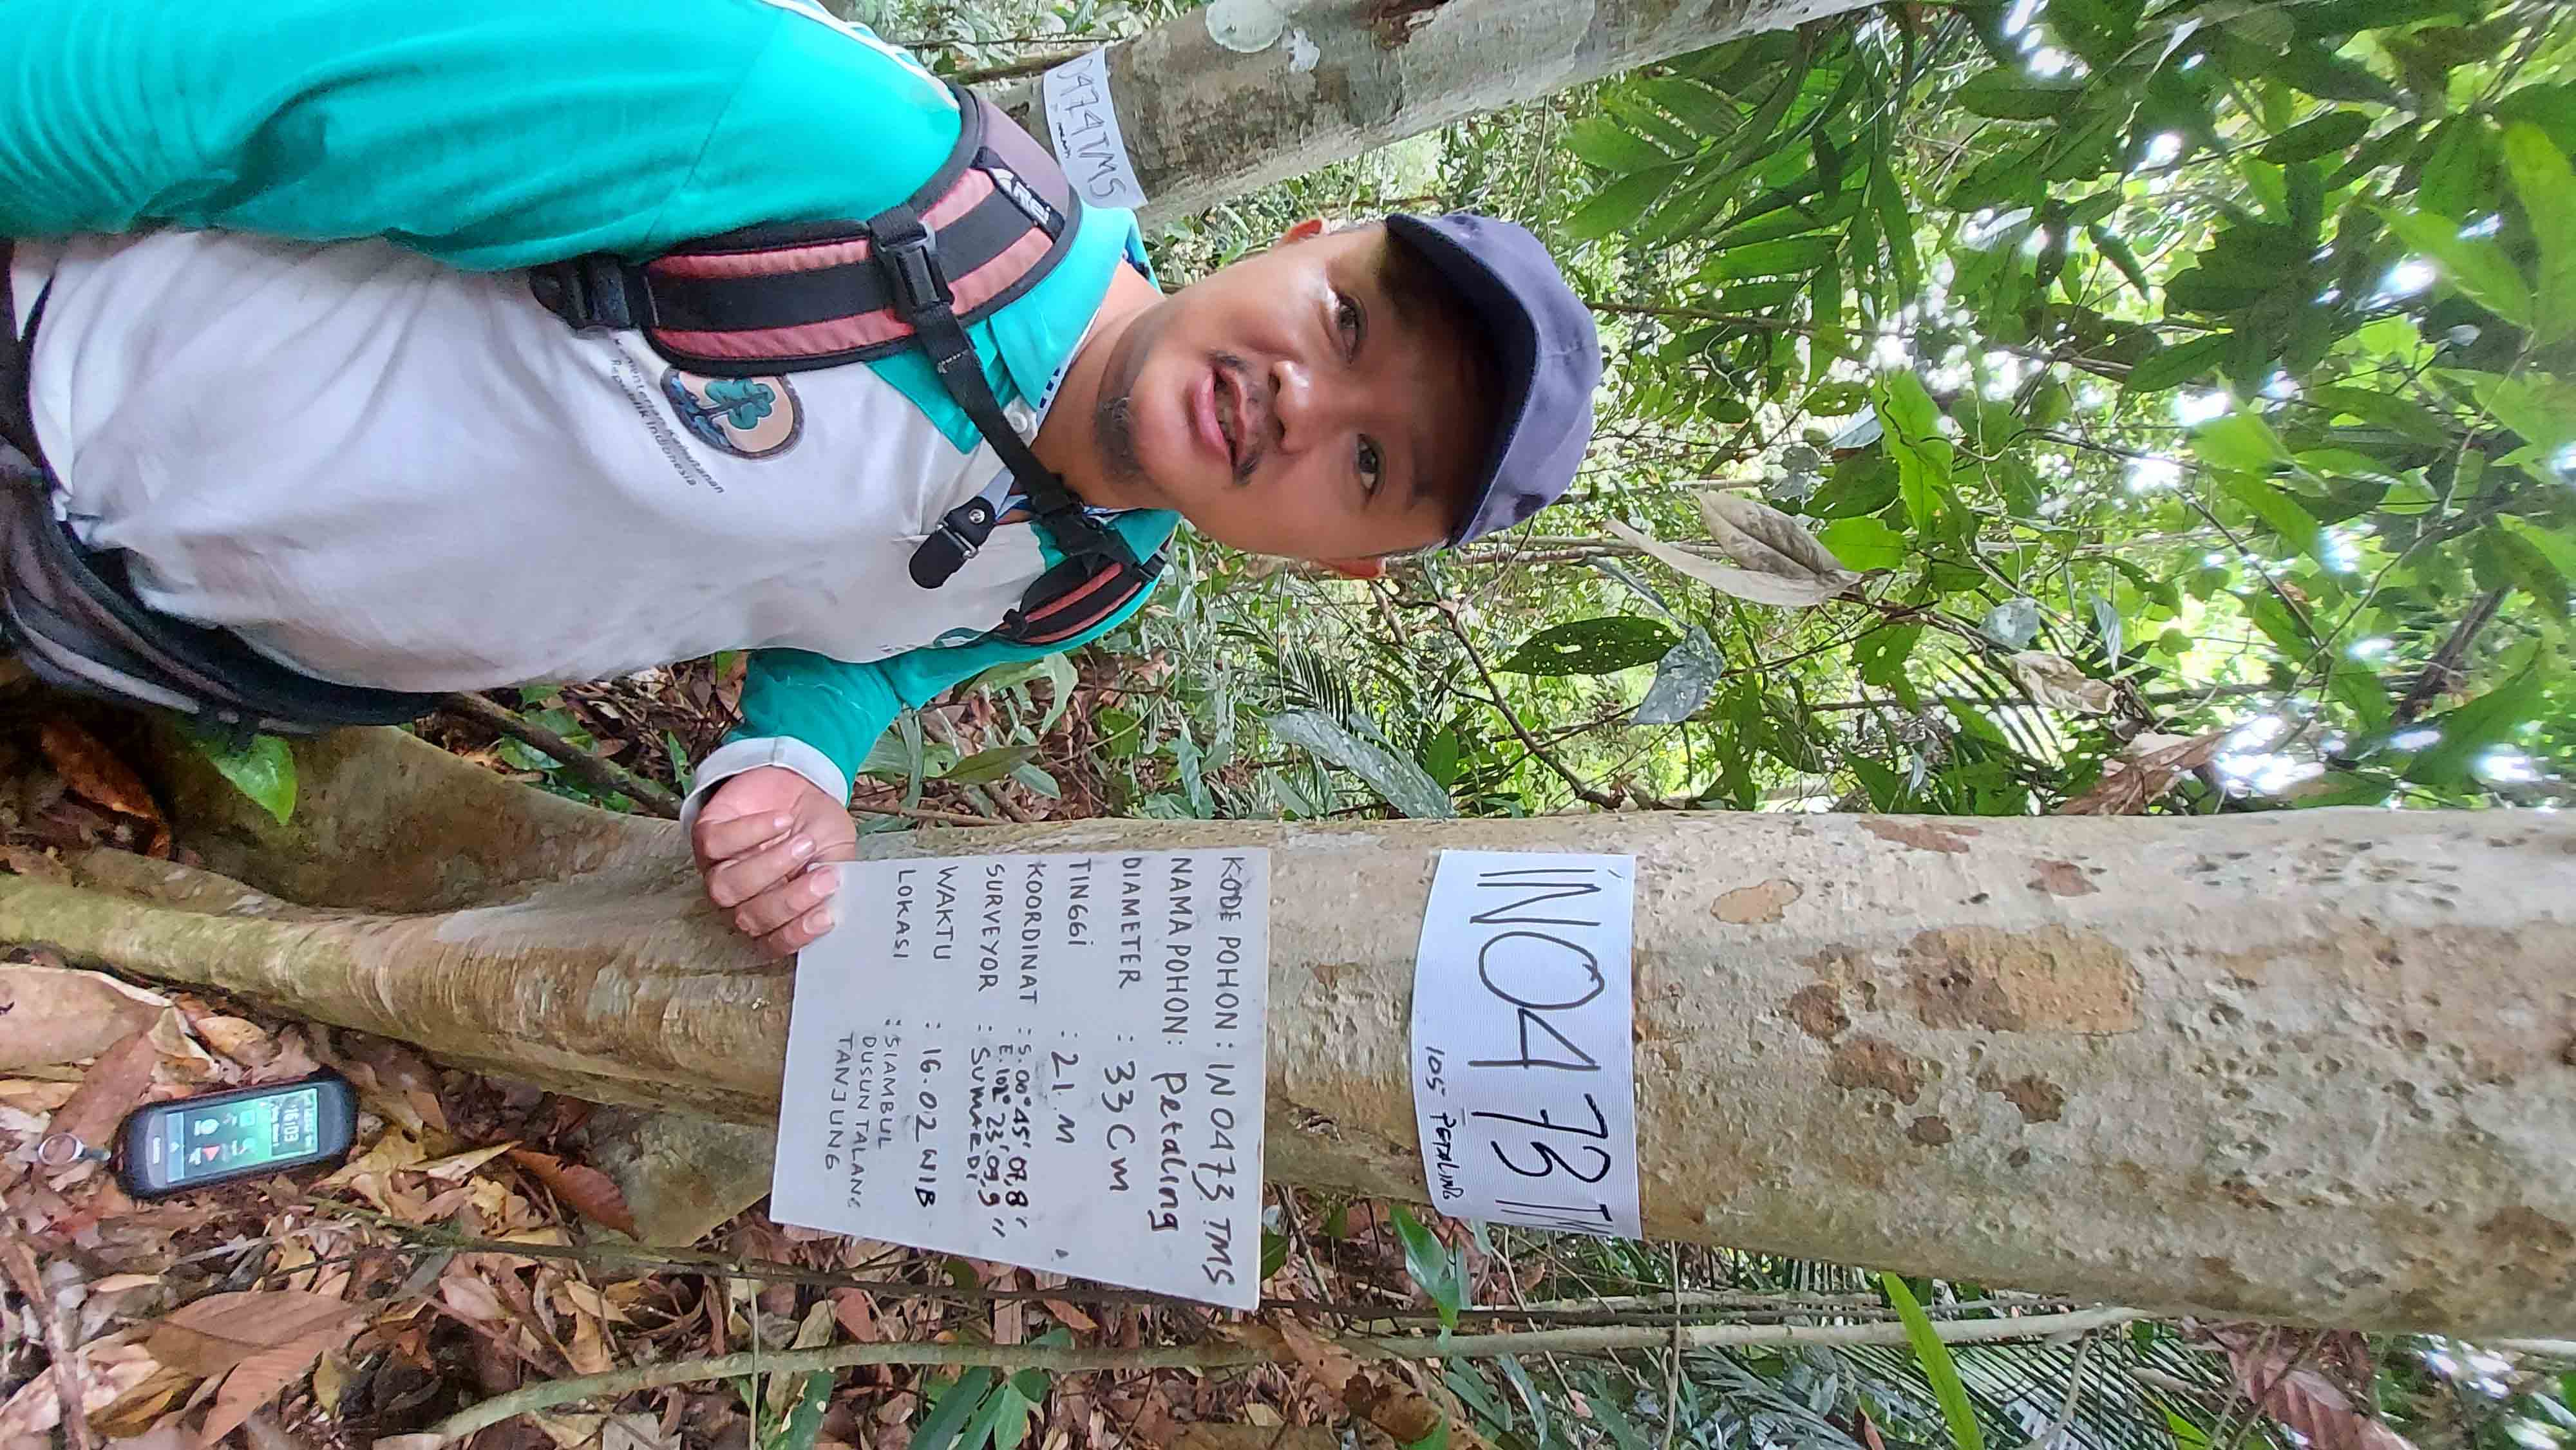 0474TMS
Kementerian Kehutanan
Republik Indonesia
IN0473 TM
105 PETALING
KODE POHON : IN 0473 TMS
NAMA POHON : Petaling
DIAMETER : 33 Cm
TINGGI : 21. M
KOORDINAT : S. 00° 45' 07,8"
E. 102° 23' 09,9"
SURVEYOR : SUMAEDI
WAKTU : 16.02 WIB
LOKASI : SIAMBUL
DUSUN TALANG
TANJUNG
16:03